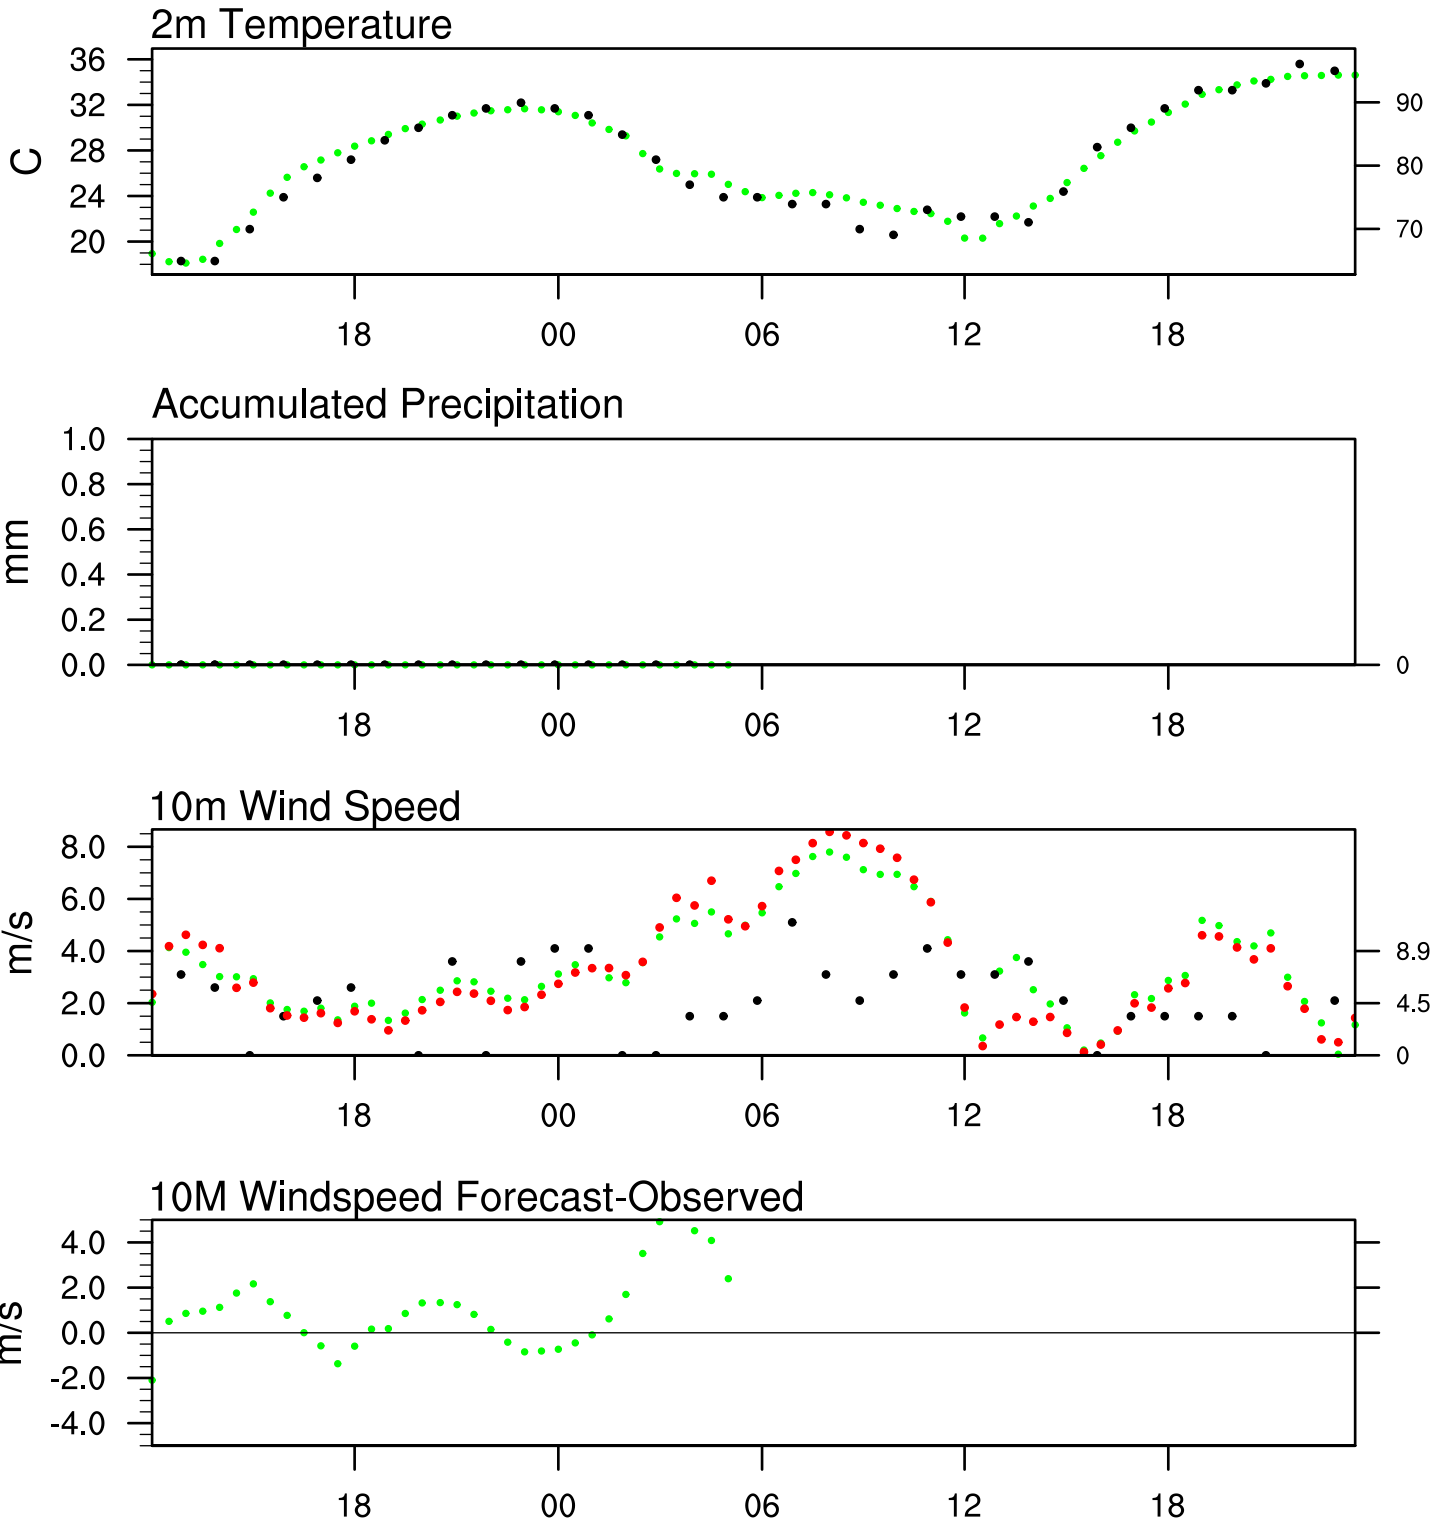 2m Temperature
36
32
28
24
20
C
90
80
70
18 00 06 12 18
Accumulated Precipitation
1.0
0.8
0.6
0.4
0.2
0.0
mm
0
18 00 06 12 18
10m Wind Speed
8.0
6.0
4.0
2.0
0.0
m/s
8.9
4.5
0
18 00 06 12 18
10M Windspeed Forecast-Observed
4.0
2.0
0.0
-2.0
-4.0
m/s
18 00 06 12 18